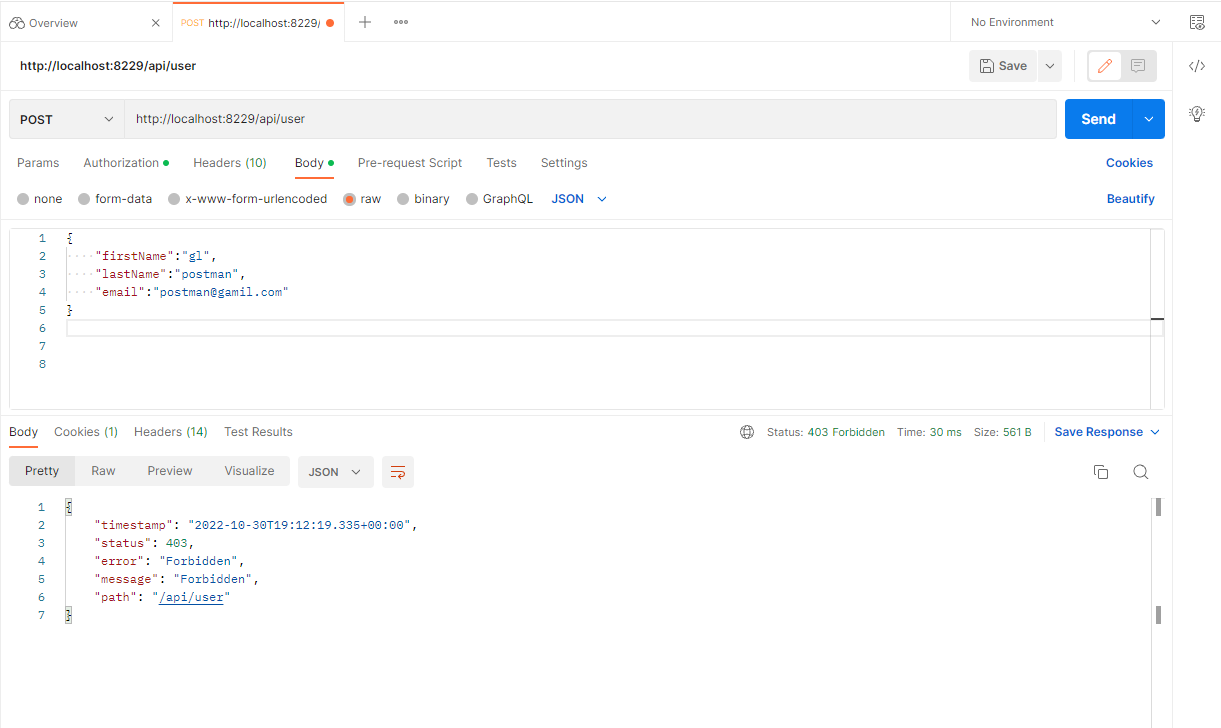 Overview
POST http://localhost:8229/
No Environment
http://localhost:8229/api/user
Save
POST http://localhost:8229/api/user Send
Params Authorization Headers (10) Body Pre-request Script Tests Settings Cookies
none form-data x-www-form-urlencoded raw binary GraphQL JSON Beautify
1 {
2 ····"firstName":"gl",
3 ····"lastName":"postman",
4 ····"email":"postman@gamil.com"
5 }
6
7
8
Body Cookies (1) Headers (14) Test Results Status: 403 Forbidden Time: 30 ms Size: 561 B Save Response
Pretty Raw Preview Visualize JSON
1 {
2 "timestamp": "2022-10-30T19:12:19.335+00:00",
3 "status": 403,
4 "error": "Forbidden",
5 "message": "Forbidden",
6 "path": "/api/user"
7 }